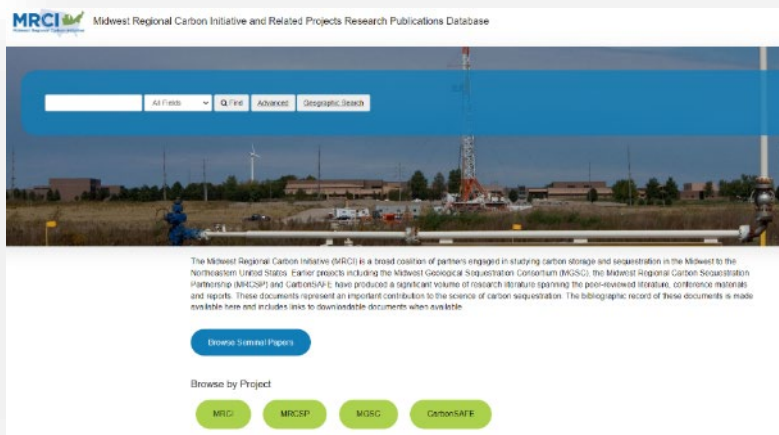 MRCI
Midwest Regional Carbon Initiative
Midwest Regional Carbon Initiative and Related Projects Research Publications Database
All Fields Find Advanced Geographic Search
The Midwest Regional Carbon Initiative (MRCI) is a broad coalition of partners engaged in studying carbon storage and sequestration in the Midwest to the
Northeastern United States. Earlier projects including the Midwest Geological Sequestration Consortium (MGSC), the Midwest Regional Carbon Sequestration
Partnership (MRCSP) and CarbonSAFE have produced a significant volume of research literature spanning the peer-reviewed literature, conference materials
and reports. These documents represent an important contribution to the science of carbon sequestration. The bibliographic record of these documents is made
available here and includes links to downloadable documents when available.
Browse Seminal Papers
Browse by Project
MRCI MRCSP MGSC CarbonSAFE